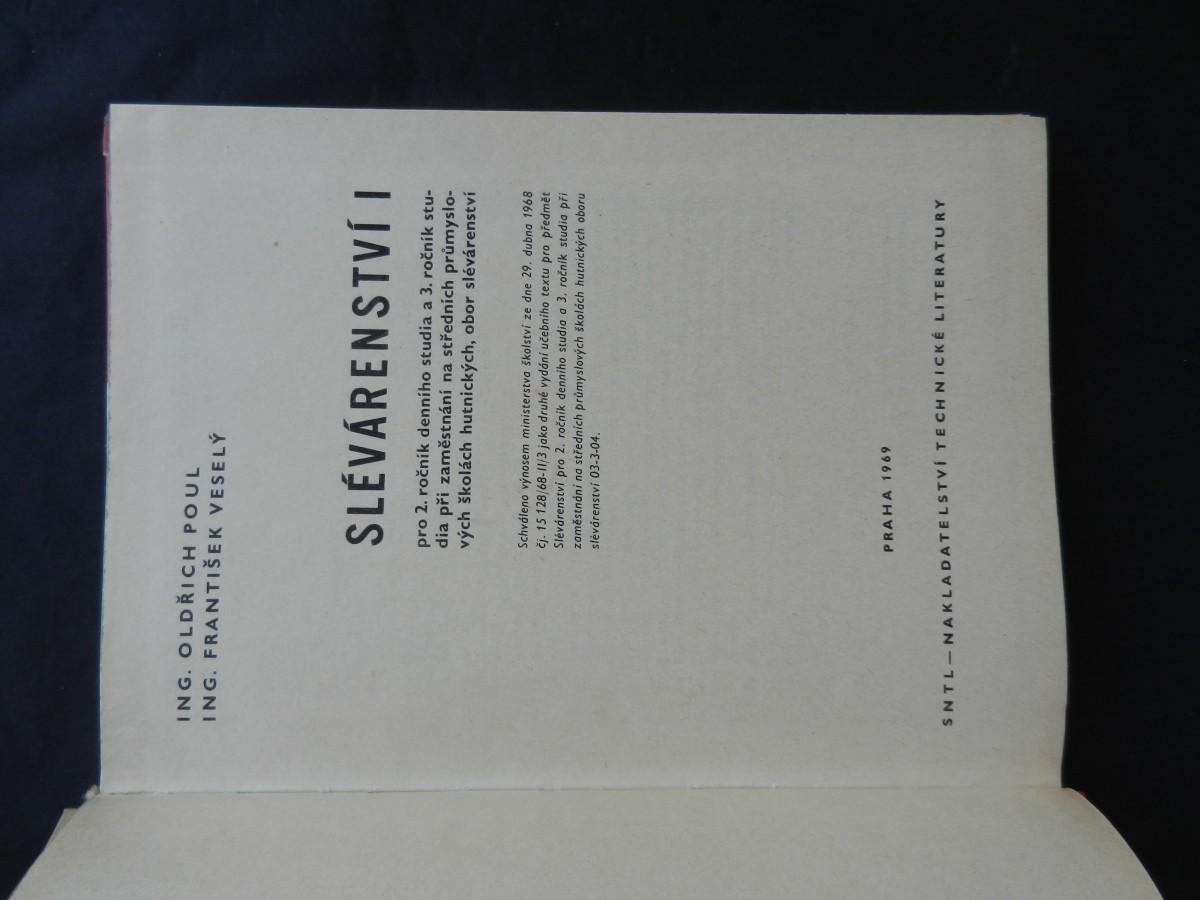 ING. OLDŘICH POUL
ING. FRANTIŠEK VESELÝ
SLÉVÁRENSTVÍ I
pro 2. ročník denního studia a 3. ročník stu-
dia při zaměstnání na středních průmyslo-
vých školách hutnických, obor slévárenství
Schváleno výnosem ministerstva školství ze dne 29. dubna 1968
čj. 15 128/68-II/3 jako druhé vydání učebního textu pro předmět
Slévárenství pro 2. ročník denního studia a 3. ročník studia při
zaměstnání na středních průmyslových školách hutnických oboru
slévárenství 03-3-04.
PRAHA 1969
SNTL—NAKLADATELSTVÍ TECHNICKÉ LITERATURY